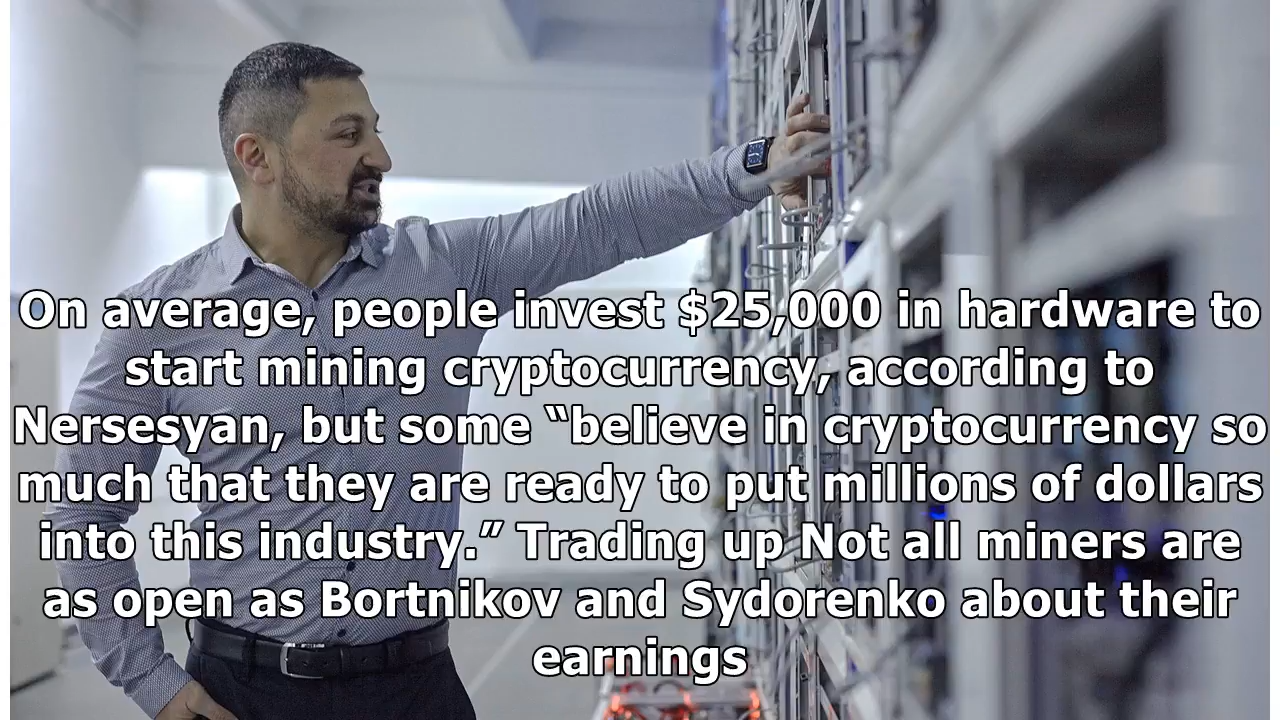 On average, people invest $25,000 in hardware to
start mining cryptocurrency, according to
Nersesyan, but some “believe in cryptocurrency so
much that they are ready to put millions of dollars
into this industry.” Trading up Not all miners are
as open as Bortnikov and Sydorenko about their
earnings